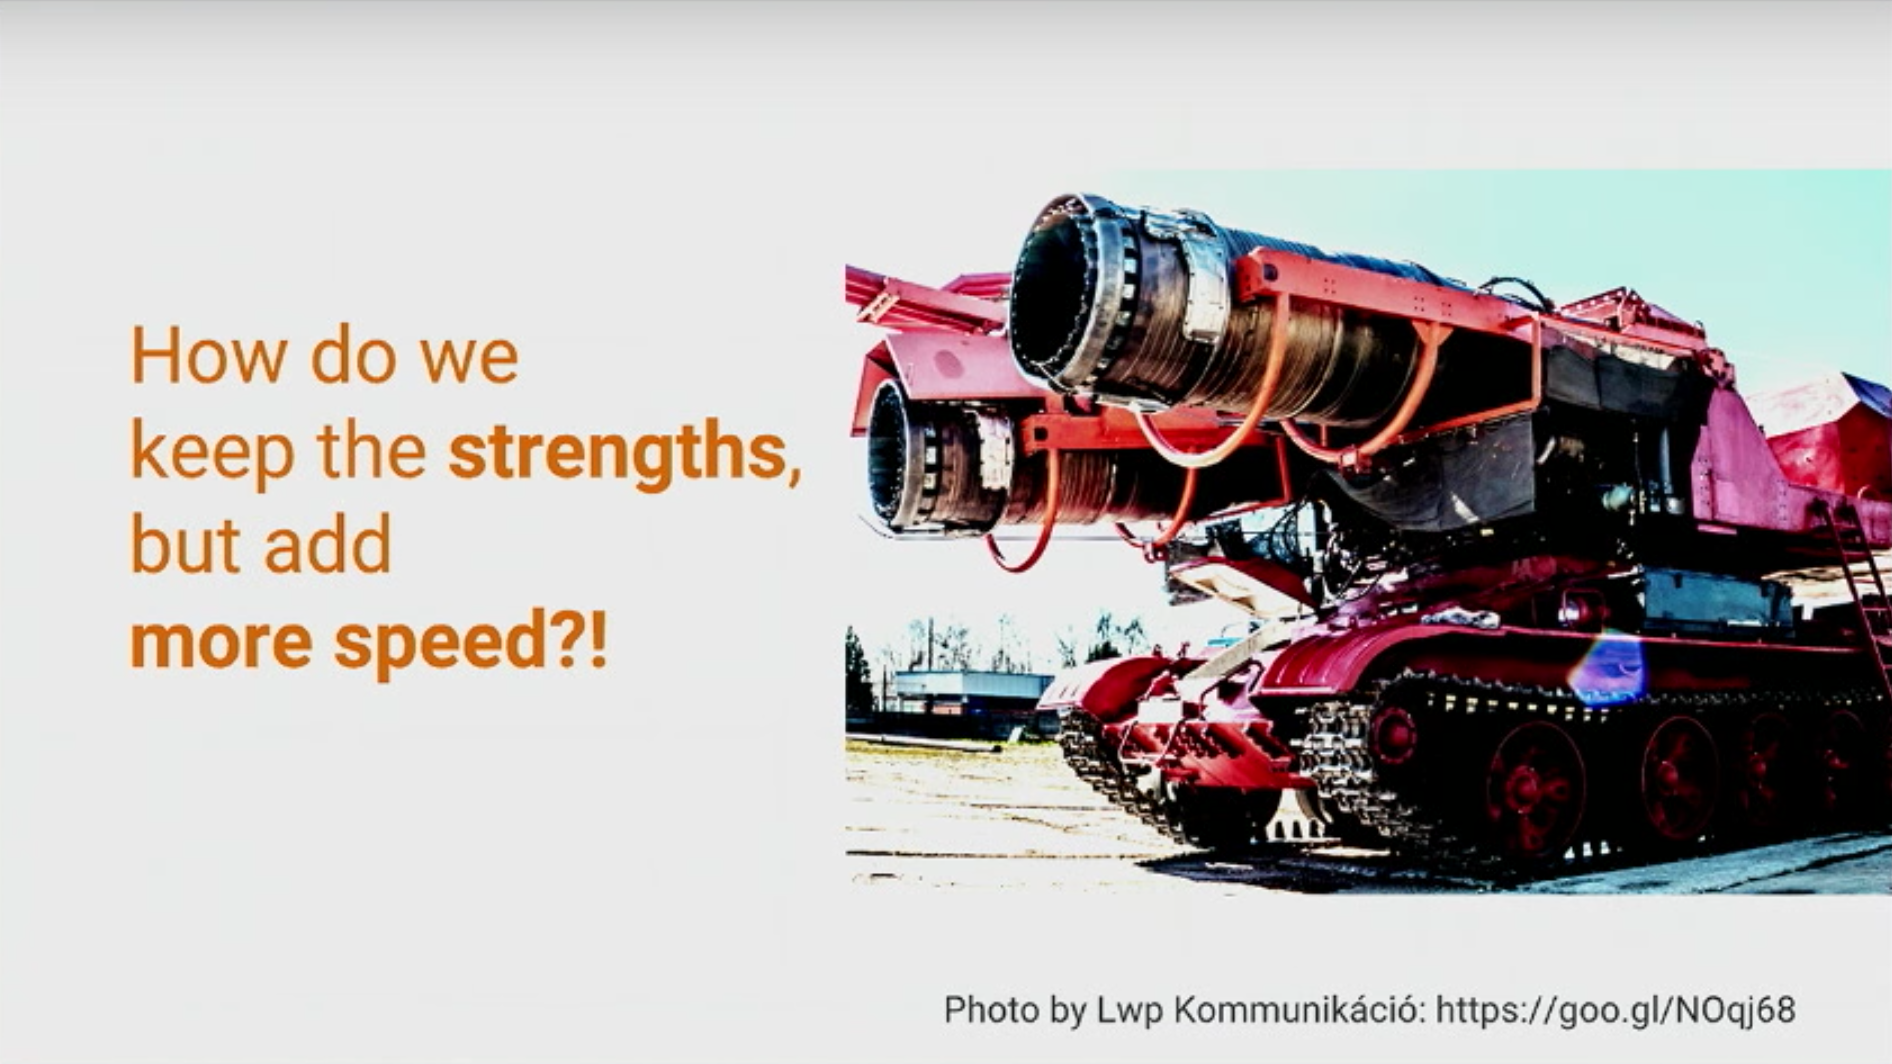 How do we
keep the strengths,
but add
more speed?!
Photo by Lwp Kommunikáció: https://goo.gl/NOqj68